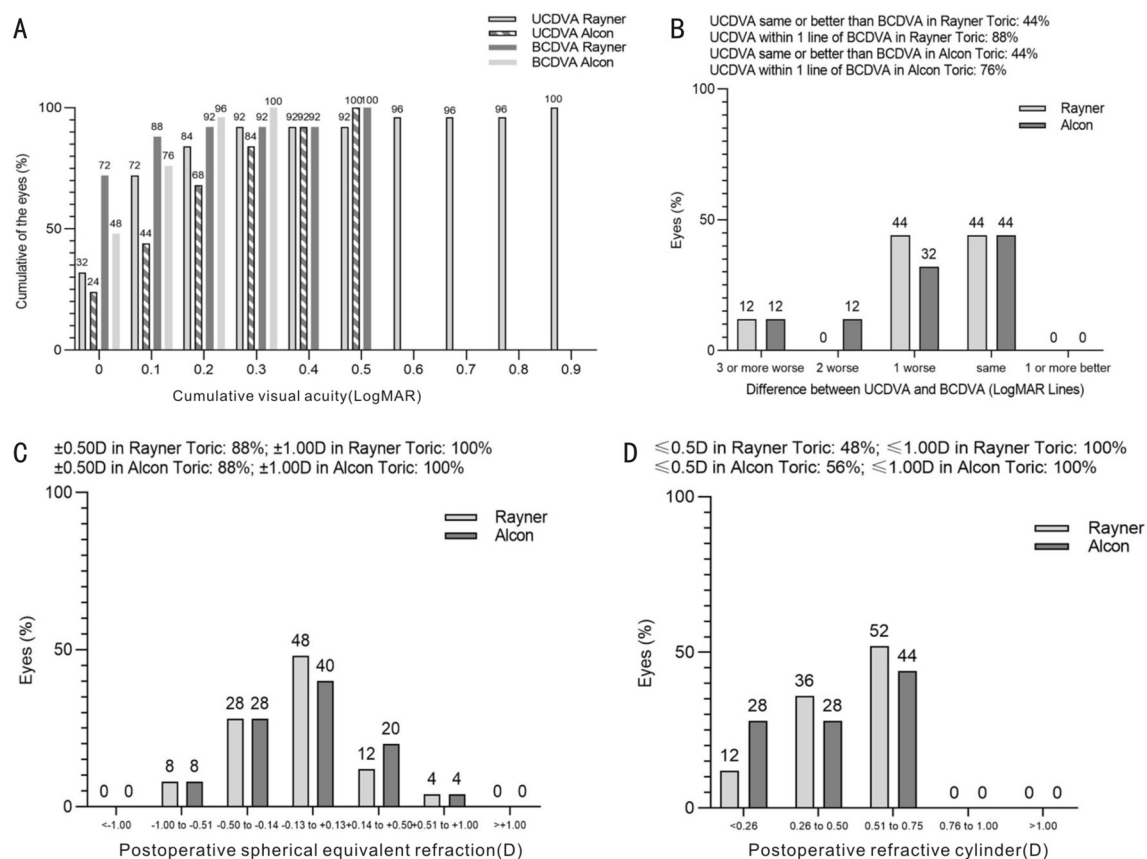 A
UCDVA Rayner
UCDVA Alcon
BCDVA Rayner
BCDVA Alcon
Cumulative of the eyes (%)
100
50
0
32
24
72
48
72
44
88
76
84
68
92
96
92
84
92
100
92
92
92
92
100
100
96
96
96
100
0 0.1 0.2 0.3 0.4 0.5 0.6 0.7 0.8 0.9
Cumulative visual acuity(LogMAR)
B
UCDVA same or better than BCDVA in Rayner Toric: 44%
UCDVA within 1 line of BCDVA in Rayner Toric: 88%
UCDVA same or better than BCDVA in Alcon Toric: 44%
UCDVA within 1 line of BCDVA in Alcon Toric: 76%
Rayner
Alcon
Eyes (%)
100
50
0
12 12 0 12 44 32 44 44 0 0
3 or more worse 2 worse 1 worse same 1 or more better
Difference between UCDVA and BCDVA (LogMAR Lines)
C
±0.50D in Rayner Toric: 88%; ±1.00D in Rayner Toric: 100%
±0.50D in Alcon Toric: 88%; ±1.00D in Alcon Toric: 100%
Rayner
Alcon
Eyes (%)
100
50
0
0 0 8 8 28 28 48 40 12 20 4 4 0 0
<-1.00 -1.00 to -0.51 -0.50 to -0.14 -0.13 to +0.13 +0.14 to +0.50 +0.51 to +1.00 >+1.00
Postoperative spherical equivalent refraction(D)
D
≤0.5D in Rayner Toric: 48%; ≤1.00D in Rayner Toric: 100%
≤0.5D in Alcon Toric: 56%; ≤1.00D in Alcon Toric: 100%
Rayner
Alcon
Eyes (%)
100
50
0
12 28 36 28 52 44 0 0 0 0
<0.26 0.26 to 0.50 0.51 to 0.75 0.76 to 1.00 >1.00
Postoperative refractive cylinder(D)